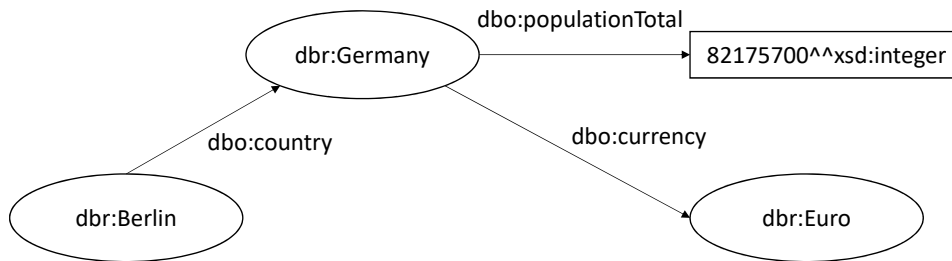 dbo:populationTotal
dbr:Germany
82175700^^xsd:integer
dbo:country
dbo:currency
dbr:Berlin
dbr:Euro